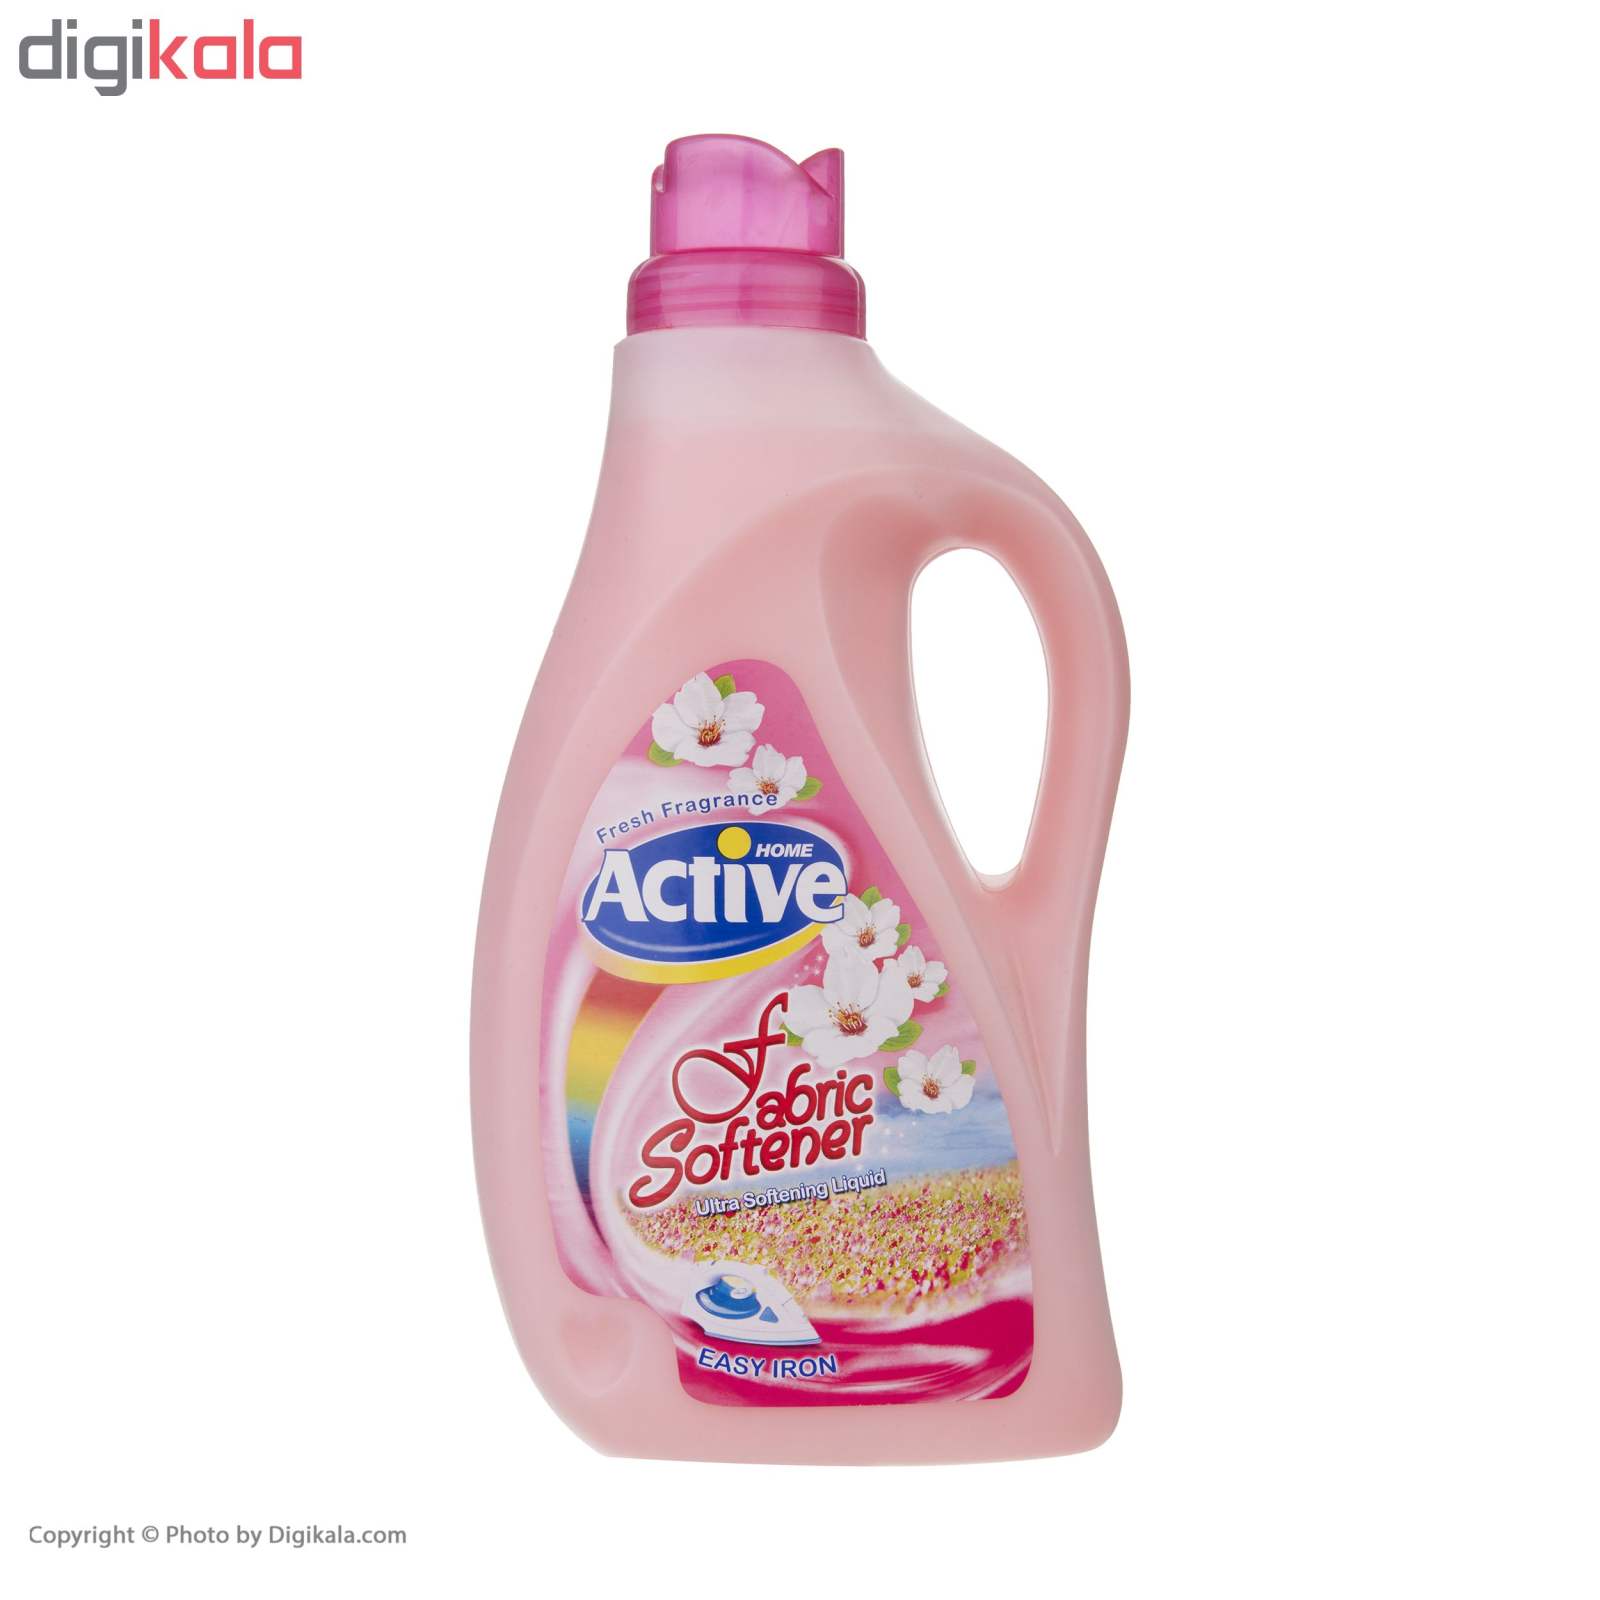 digikala
Fresh Fragrance
HOME
Active
Fabric
Softener
Ultra Softening Liquid
EASY IRON
Copyright © Photo by Digikala.com